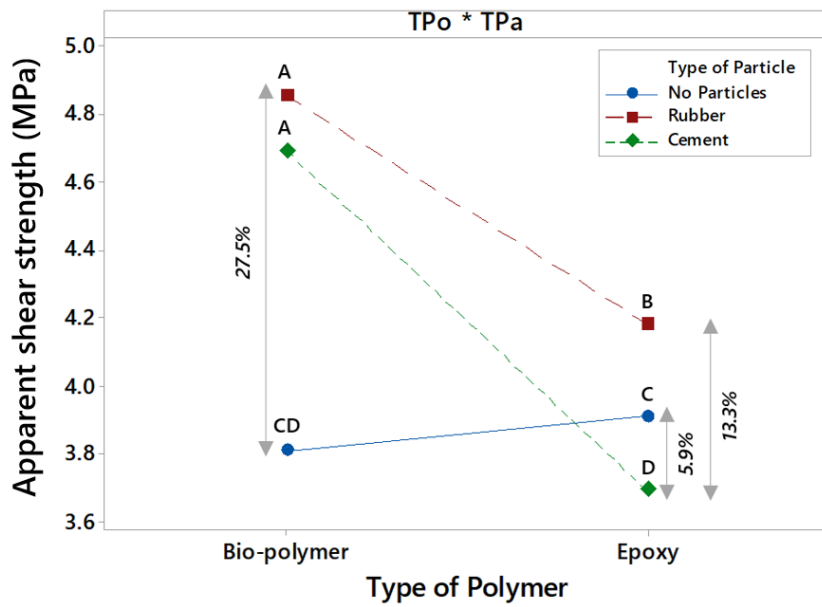 TPo * TPa
Apparent shear strength (MPa)
5.0
4.8
4.6
4.4
4.2
4.0
3.8
3.6
Type of Particle
No Particles
Rubber
Cement
A
A
27.5%
CD
B
C
D
5.9%
13.3%
Bio-polymer
Epoxy
Type of Polymer